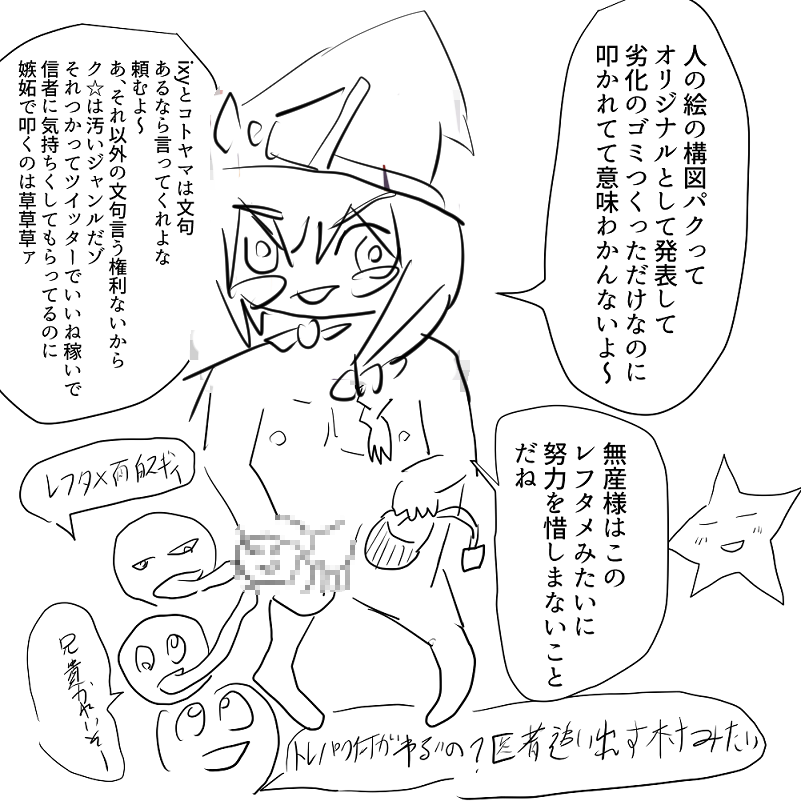 人の絵の構図パクって
オリジナルとして発表して
劣化のゴミつくっただけなのに
叩かれてて意味わかんないよ〜
ixyとコトヤマは文句
あるなら言ってくれよな
頼むよ〜
あ、それ以外の文句言う権利ないから
ク☆は汚いジャンルだゾ
それつかってツイッターでいいね稼いで
信者に気持ちくしてもらってるのに
嫉妬で叩くのは草草草ァ
無産様はこの
レフタメみたいに
努力を惜しまないこと
だね
レフタメ面白スギィ
兄貴かわいそー
トレパク何がわるいの?医者追い出す村みたい